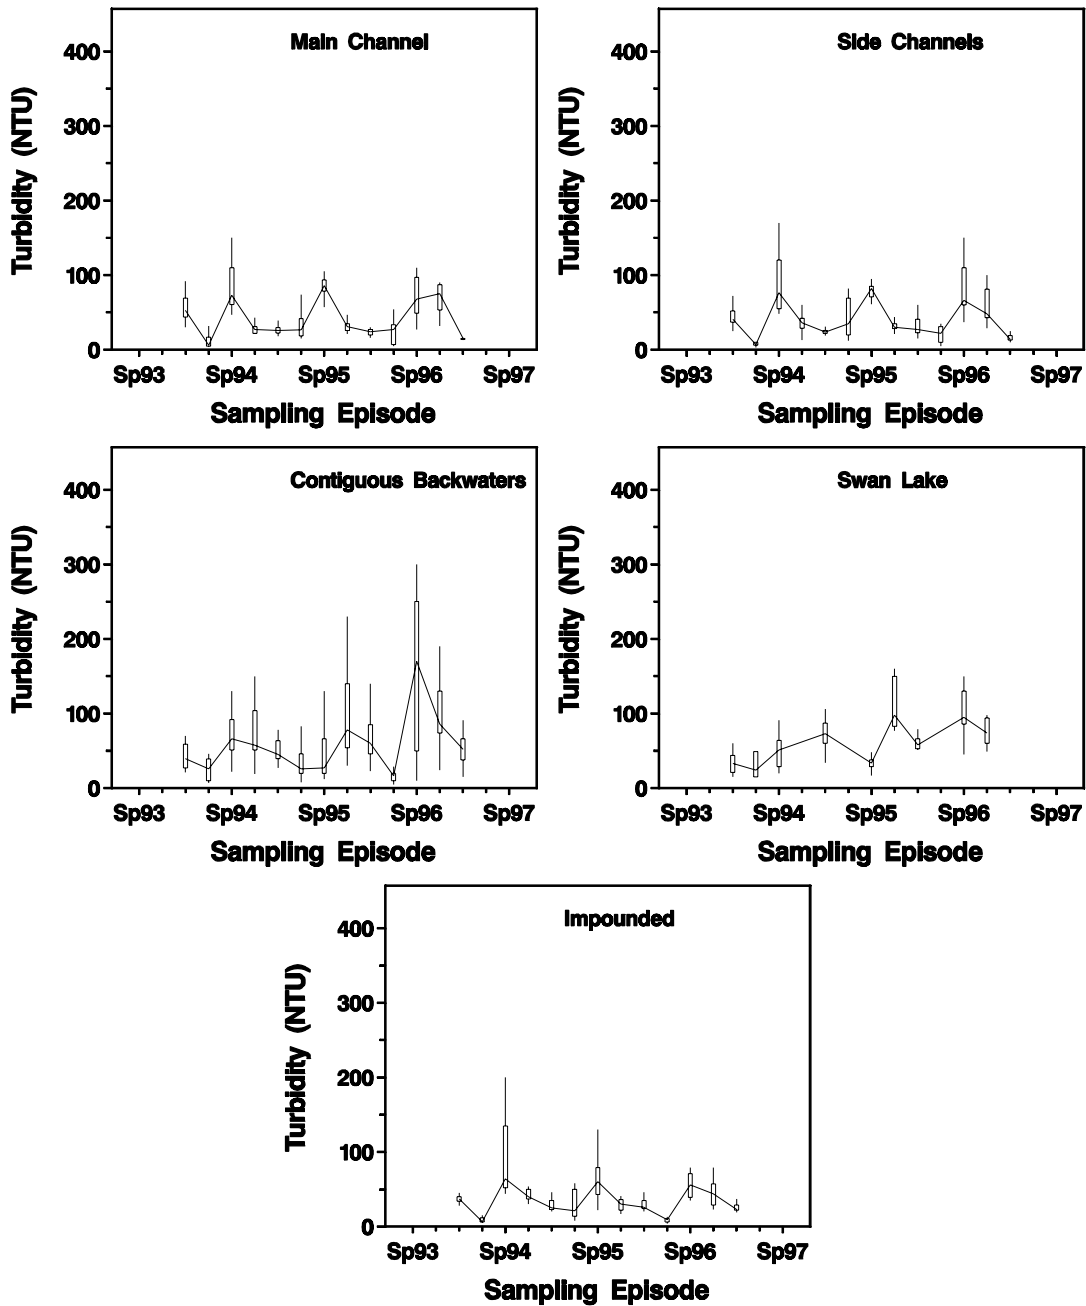 Main Channel
Turbidity (NTU)
400
300
200
100
0
Sp93 Sp94 Sp95 Sp96 Sp97
Sampling Episode
Side Channels
Turbidity (NTU)
400
300
200
100
0
Sp93 Sp94 Sp95 Sp96 Sp97
Sampling Episode
Contiguous Backwaters
Turbidity (NTU)
400
300
200
100
0
Sp93 Sp94 Sp95 Sp96 Sp97
Sampling Episode
Swan Lake
Turbidity (NTU)
400
300
200
100
0
Sp93 Sp94 Sp95 Sp96 Sp97
Sampling Episode
Impounded
Turbidity (NTU)
400
300
200
100
0
Sp93 Sp94 Sp95 Sp96 Sp97
Sampling Episode